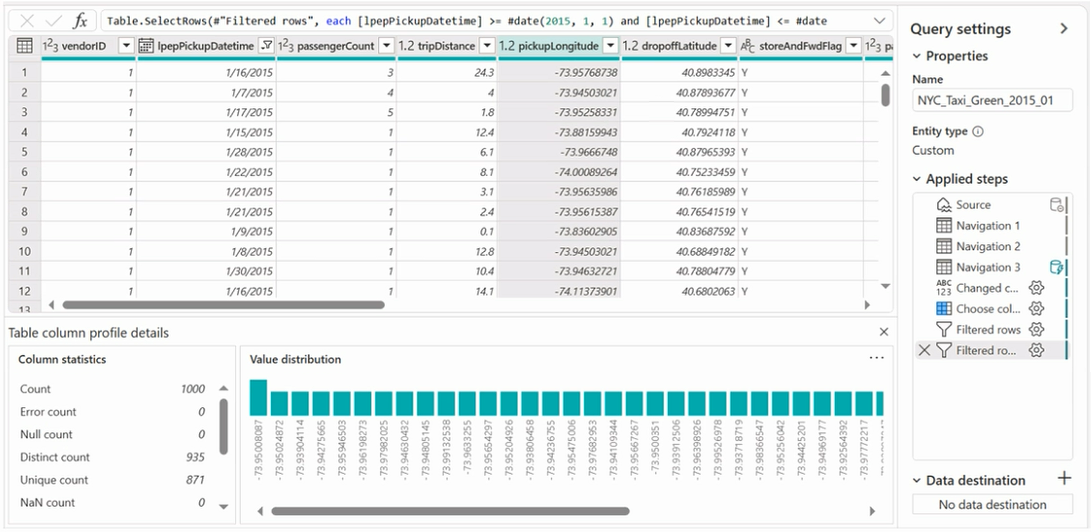 fx Table.SelectRows(#"Filtered rows", each [lpepPickupDatetime] >= #date(2015, 1, 1) and [lpepPickupDatetime] <= #date
1²3 vendorID lpepPickupDatetime 1²3 passengerCount 1.2 tripDistance 1.2 pickupLongitude 1.2 dropoffLatitude ABC storeAndFwdFlag 1²3 pa
1 1 1/16/2015 3 24.3 -73.95768738 40.8983345 Y
2 1 1/7/2015 4 4 -73.94503021 40.87893677 Y
3 1 1/17/2015 5 1.8 -73.95258331 40.78994751 Y
4 1 1/15/2015 1 12.4 -73.88159943 40.7924118 Y
5 1 1/28/2015 1 6.1 -73.9666748 40.87965393 Y
6 1 1/22/2015 1 8.1 -74.00089264 40.75233459 Y
7 1 1/21/2015 1 3.1 -73.95635986 40.76185989 Y
8 1 1/21/2015 1 2.4 -73.95615387 40.76541519 Y
9 1 1/9/2015 1 0.1 -73.83602905 40.83687592 Y
10 1 1/8/2015 1 12.8 -73.94503021 40.68849182 Y
11 1 1/30/2015 1 10.4 -73.94632721 40.78804779 Y
12 1 1/16/2015 1 14.1 -74.11373901 40.6802063 Y
13
Table column profile details
Column statistics
Count 1000
Error count 0
Null count 0
Distinct count 935
Unique count 871
NaN count 0
Value distribution
...
-73.95008087
-73.95024872
-73.93904114
-73.94275665
-73.95946503
-73.96198273
-73.97982025
-73.94630432
-73.94805145
-73.99132538
-73.9633255
-73.95654297
-73.95204926
-73.93806458
-73.94236755
-73.95475006
-73.97682953
-73.94109344
-73.95667267
-73.9500351
-73.93912506
-73.96398926
-73.99526978
-73.93718719
-73.98366547
-73.95256042
-73.94425201
-73.94969177
-73.92564392
-73.97772217
Query settings
Properties
Name
NYC_Taxi_Green_2015_01
Entity type
Custom
Applied steps
Source
Navigation 1
Navigation 2
Navigation 3
ABC 123 Changed c...
Choose col...
Filtered rows
Filtered ro...
Data destination +
No data destination